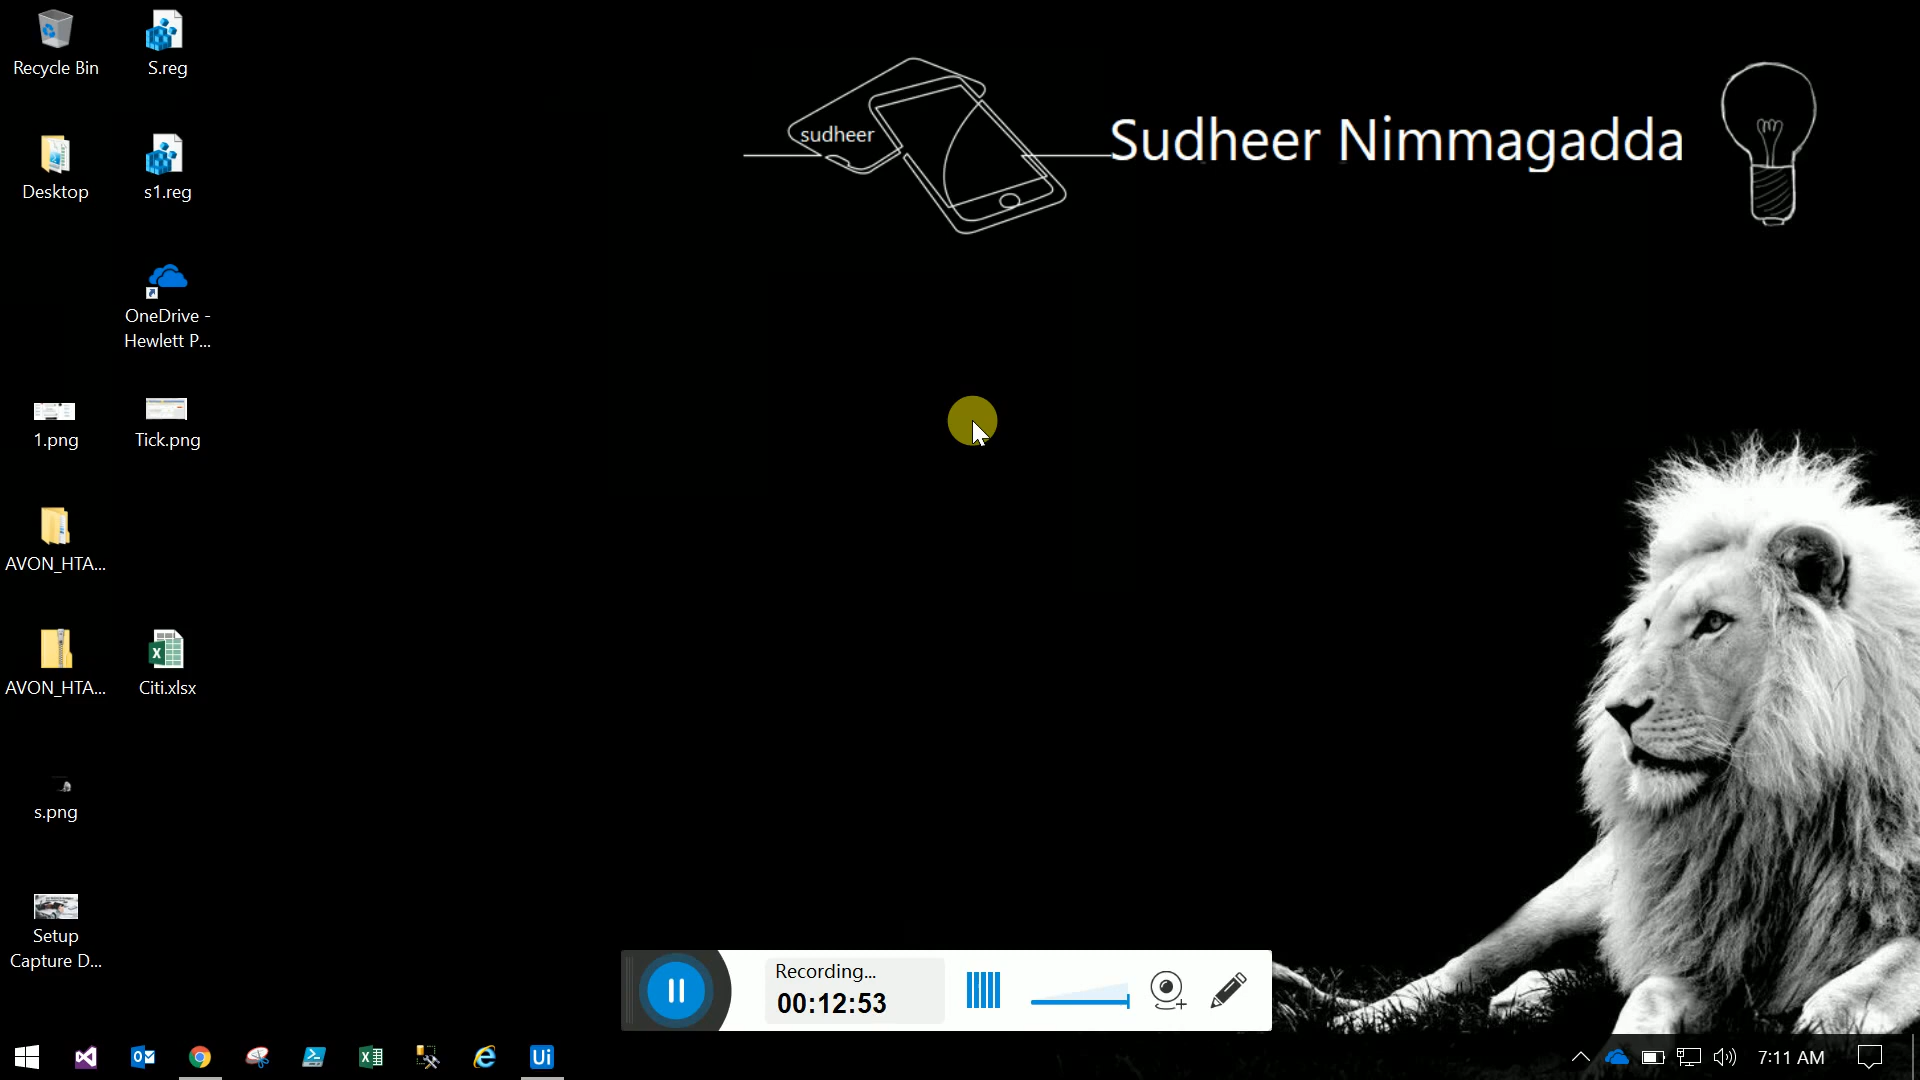 Recycle Bin
S.reg
sudheer
Sudheer Nimmagadda
Desktop
s1.reg
OneDrive -
Hewlett P...
1.png
Tick.png
AVON_HTA...
AVON_HTA...
Citi.xlsx
s.png
Setup
Capture D...
Recording...
00:12:53
Ui
7:11 AM